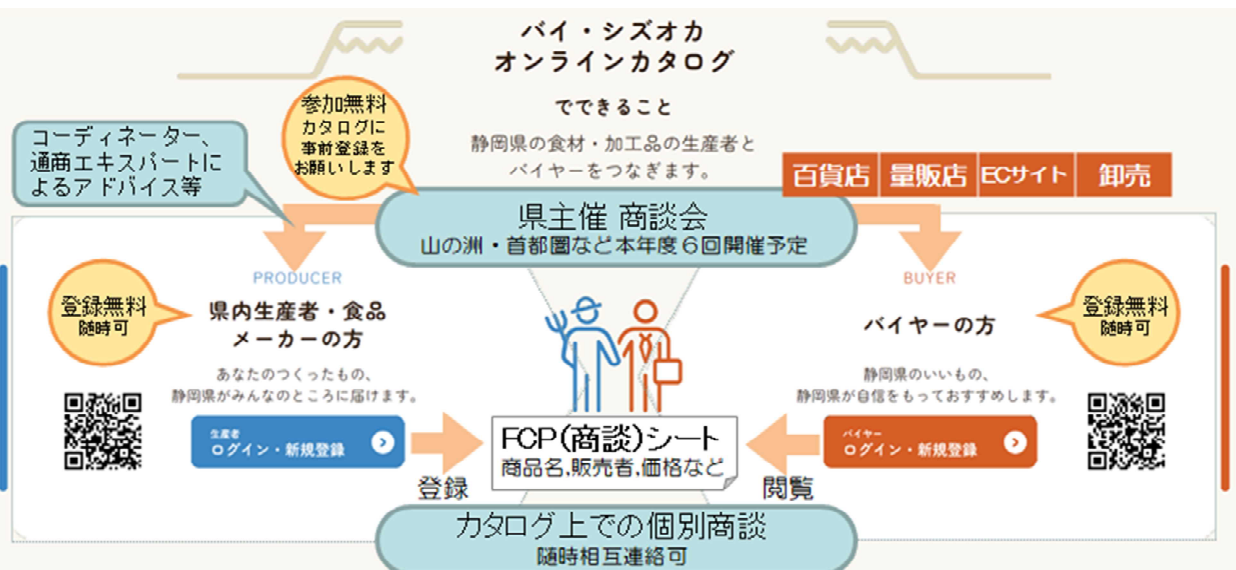 バイ・シズオカ
オンラインカタログ
でできること
静岡県の食材・加工品の生産者と
バイヤーをつなぎます。
参加無料
カタログに
事前登録を
お願いします
コーディネーター、
通商エキスパートに
よるアドバイス等
百貨店 量販店 ECサイト 卸売
県主催 商談会
山の洲・首都圏など本年度６回開催予定
PRODUCER
県内生産者・食品
メーカーの方
登録無料
随時可
あなたのつくったもの、
静岡県がみんなのところに届けます。
生産者
ログイン・新規登録
登録
BUYER
バイヤーの方
登録無料
随時可
静岡県のいいもの、
静岡県が自信をもっておすすめします。
バイヤー
ログイン・新規登録
閲覧
FCP(商談)シート
商品名,販売者,価格など
カタログ上での個別商談
随時相互連絡可